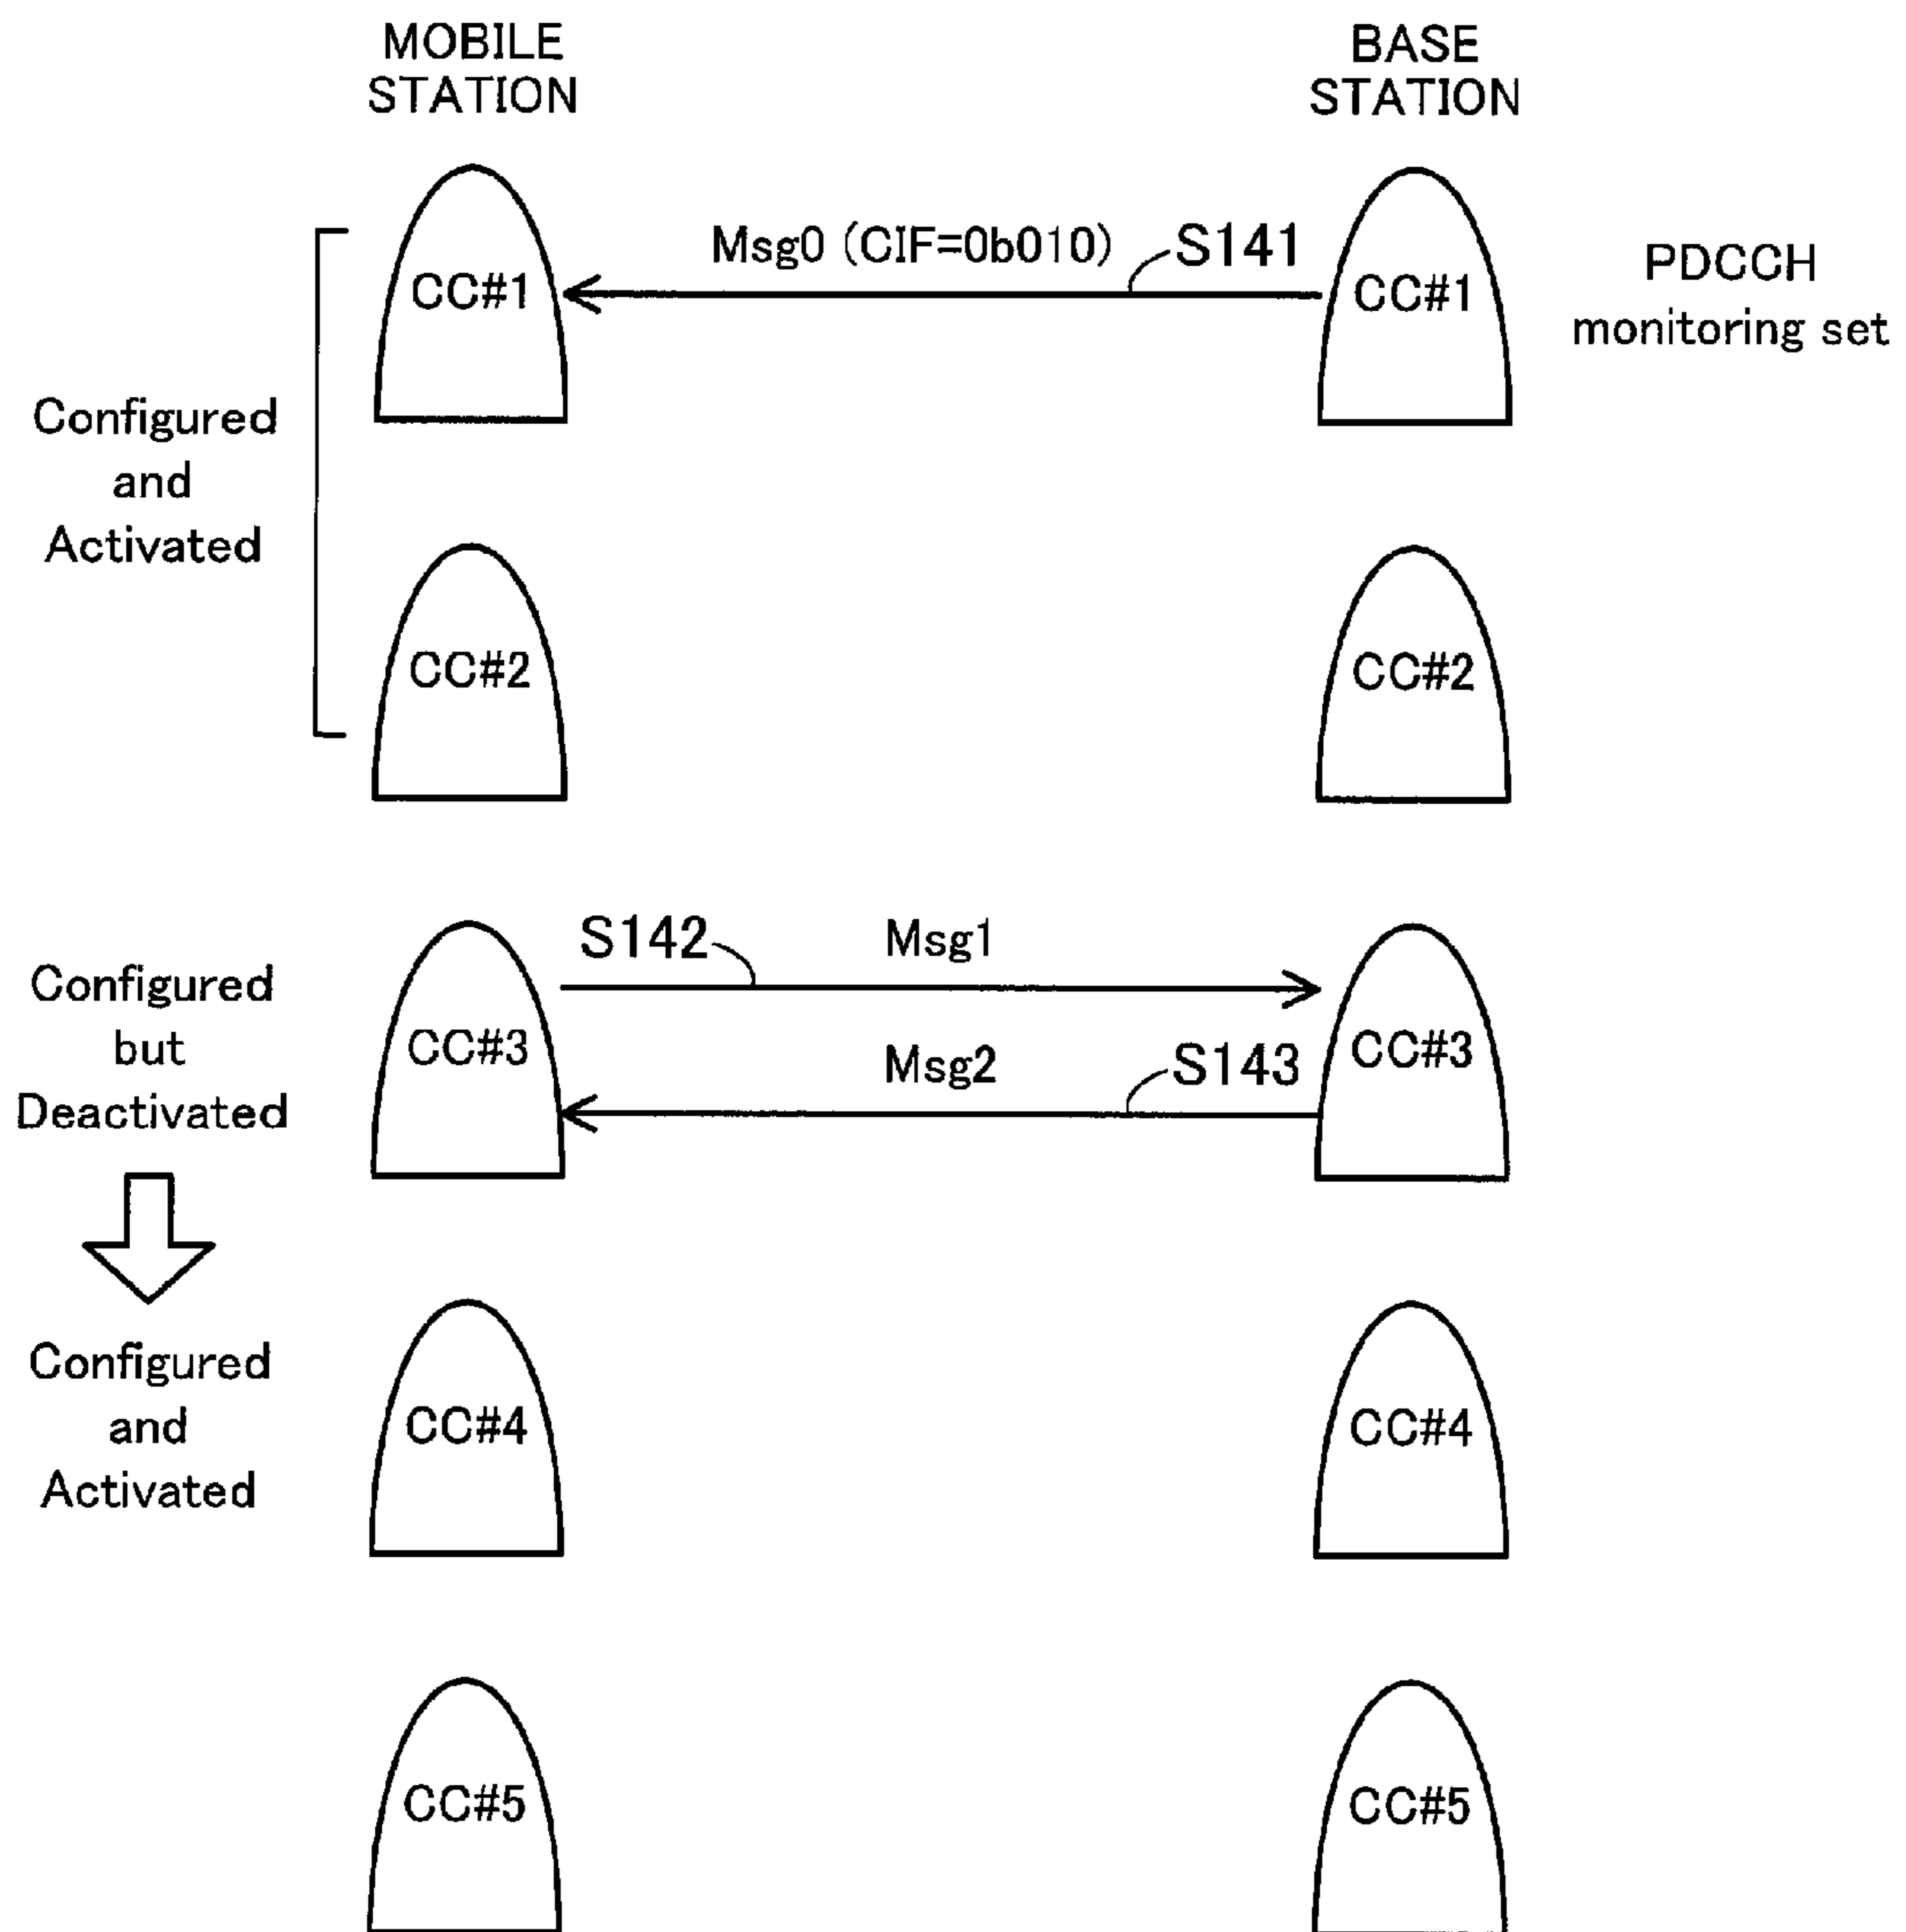 MOBILE
STATION
BASE
STATION
Msg0 (CIF=0b010)
S141
CC#1
CC#1
PDCCH
monitoring set
Configured
and
Activated
CC#2
CC#2
S142
Msg1
Configured
but
Deactivated
CC#3
Msg2
S143
CC#3
Configured
and
Activated
CC#4
CC#4
CC#5
CC#5